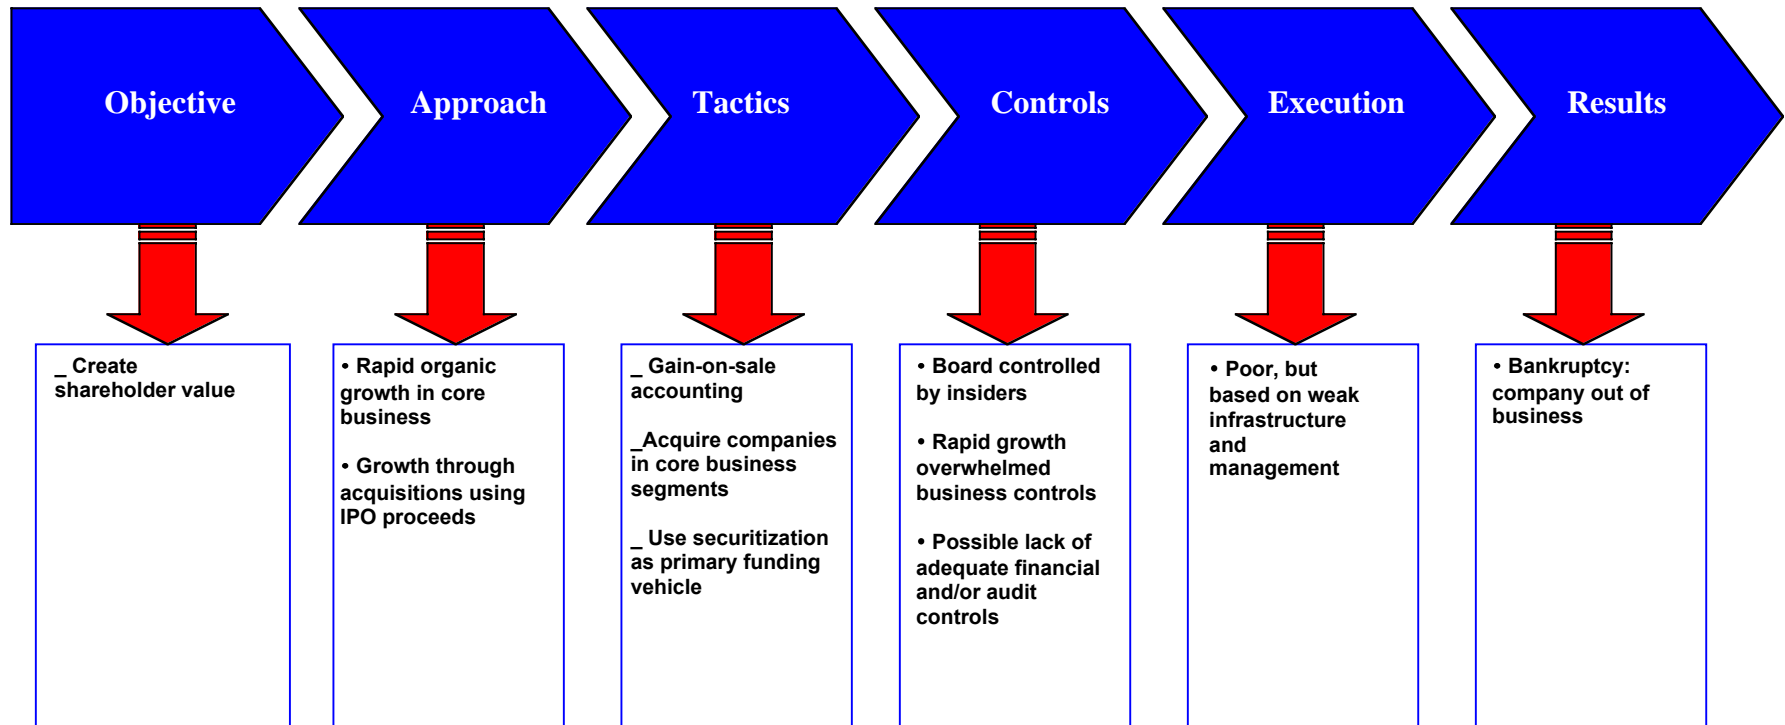 Objective
Approach
Tactics
Controls
Execution
Results
_ Create
shareholder value
• Rapid organic
growth in core
business
• Growth through
acquisitions using
IPO proceeds
_ Gain-on-sale
accounting
_Acquire companies
in core business
segments
_ Use securitization
as primary funding
vehicle
• Board controlled
by insiders
• Rapid growth
overwhelmed
business controls
• Possible lack of
adequate financial
and/or audit
controls
• Poor, but
based on weak
infrastructure
and
management
• Bankruptcy:
company out of
business